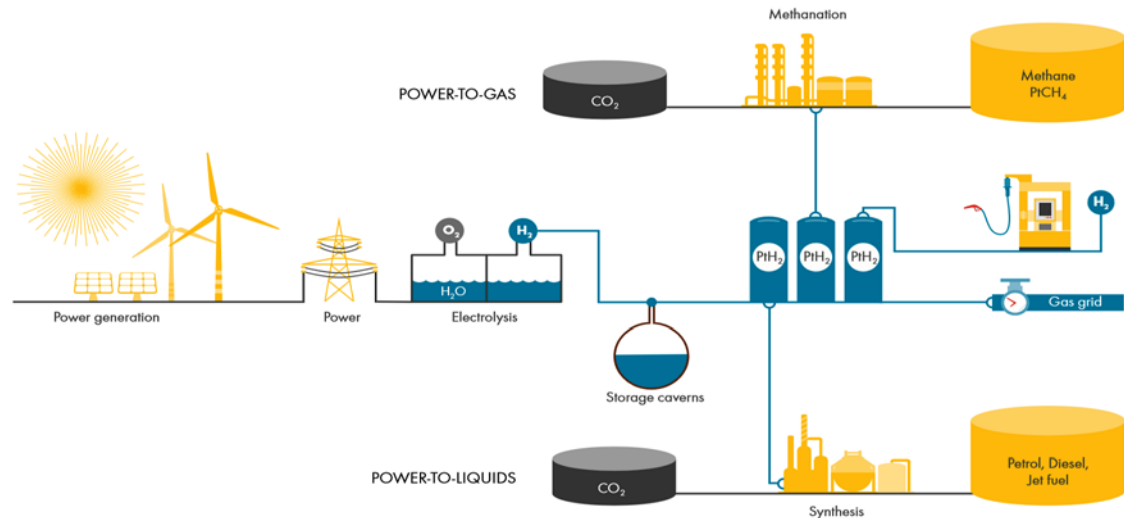 Methanation
POWER-TO-GAS
CO₂
Methane
PtCH₄
O₂
H₂
H₂
PtH₂
PtH₂
PtH₂
H₂O
Gas grid
Power generation
Power
Electrolysis
Storage caverns
POWER-TO-LIQUIDS
CO₂
Petrol, Diesel,
Jet fuel
Synthesis